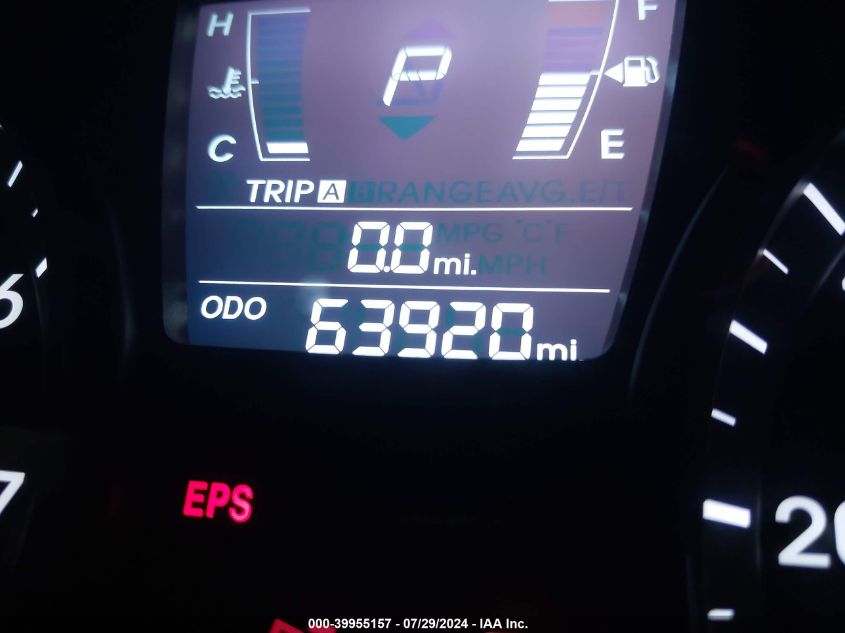 H F
P
C E
TRIP A B RANGE AVG. E/T
MPG °C°F
0.0 mi. MPH
ODO 63920 mi.
6
EPS
7
20
000-39955157 - 07/29/2024 - IAA Inc.